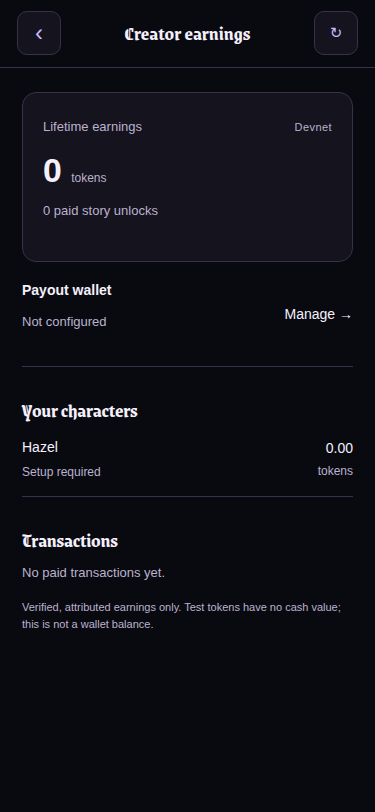 ‹ Creator earnings ↻
Lifetime earnings Devnet
0 tokens
0 paid story unlocks
Payout wallet
Manage →
Not configured
Your characters
Hazel 0.00
Setup required tokens
Transactions
No paid transactions yet.
Verified, attributed earnings only. Test tokens have no cash value;
this is not a wallet balance.